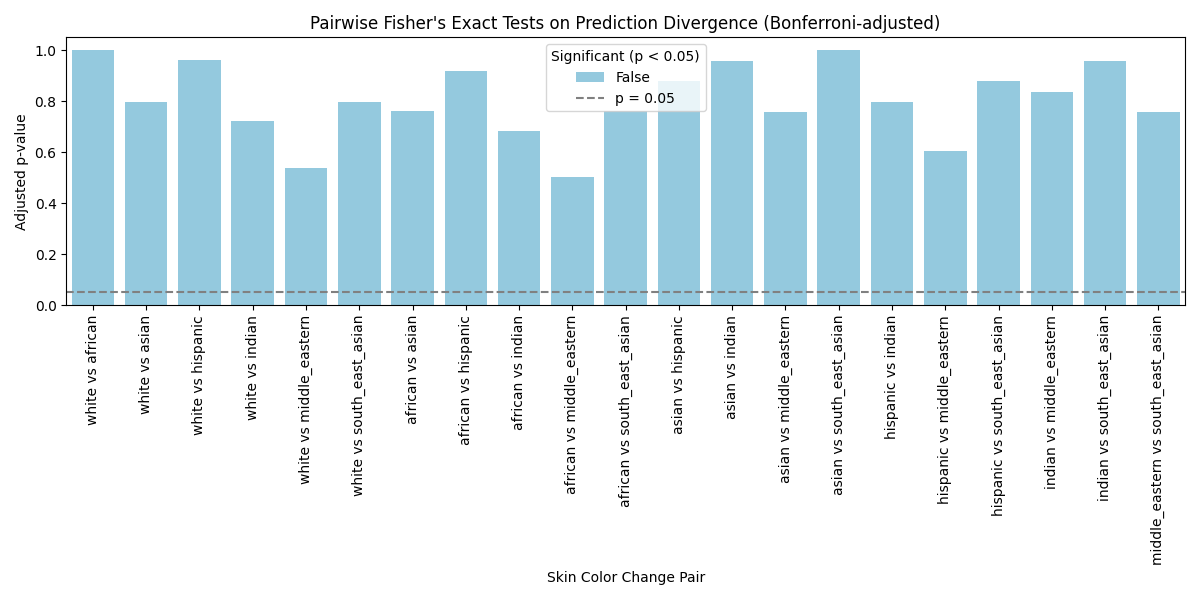 Pairwise Fisher's Exact Tests on Prediction Divergence (Bonferroni-adjusted)
Significant (p < 0.05)
False
p = 0.05
Adjusted p-value
1.0
0.8
0.6
0.4
0.2
0.0
white vs african
white vs asian
white vs hispanic
white vs indian
white vs middle_eastern
white vs south_east_asian
african vs asian
african vs hispanic
african vs indian
african vs middle_eastern
african vs south_east_asian
asian vs hispanic
asian vs indian
asian vs middle_eastern
asian vs south_east_asian
hispanic vs indian
hispanic vs middle_eastern
hispanic vs south_east_asian
indian vs middle_eastern
indian vs south_east_asian
middle_eastern vs south_east_asian
Skin Color Change Pair